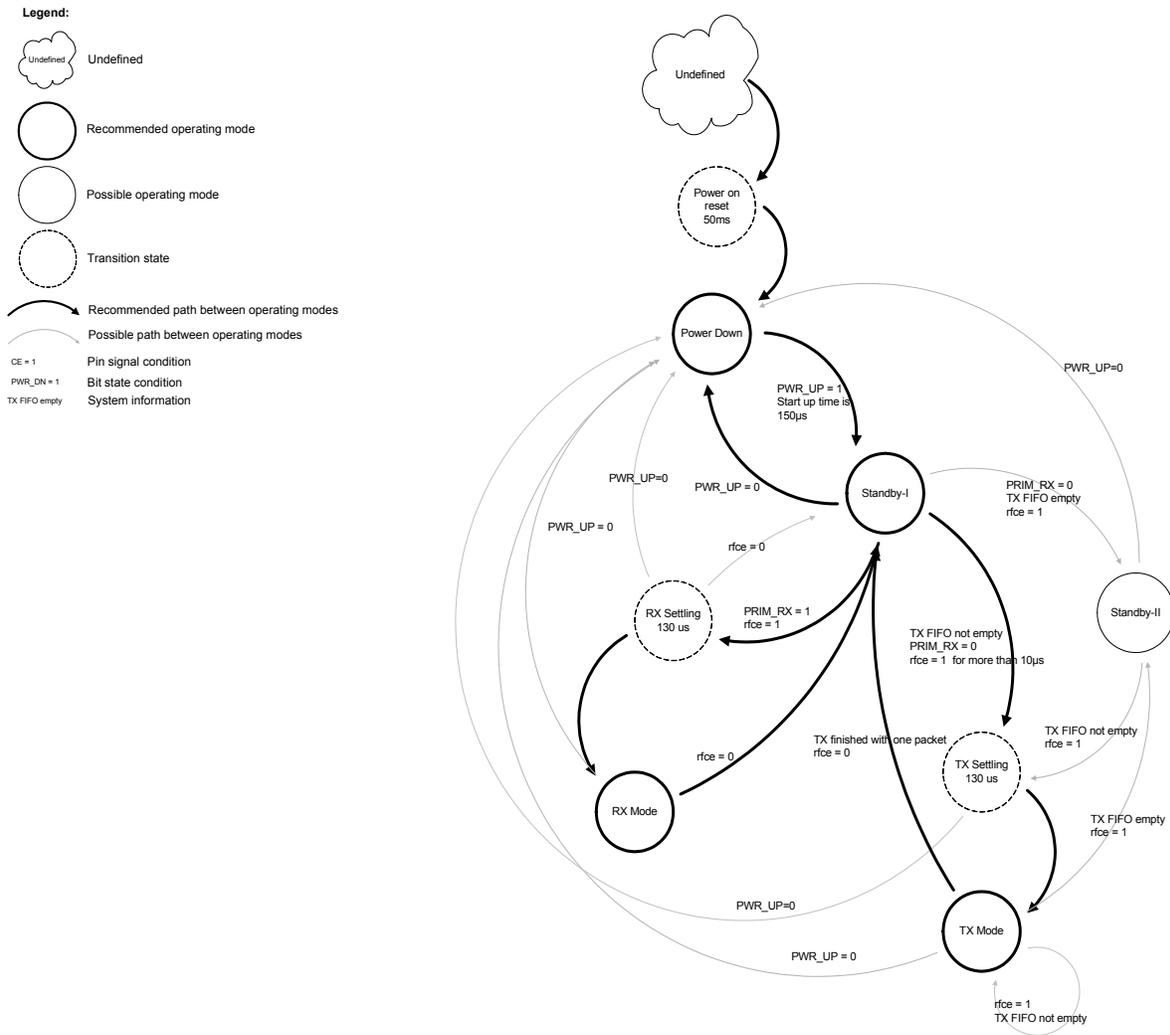 Legend:
Undefined
Undefined
Recommended operating mode
Possible operating mode
Transition state
Recommended path between operating modes
Possible path between operating modes
CE = 1
Pin signal condition
PWR_DN = 1
Bit state condition
TX FIFO empty
System information
Undefined
Power on
reset
50ms
Power Down
PWR_UP=0
PWR_UP = 1
Start up time is
150µs
PWR_UP=0
PWR_UP = 0
Standby-I
PRIM_RX = 0
TX FIFO empty
rfce = 1
PWR_UP = 0
rfce = 0
RX Settling
130 us
PRIM_RX = 1
rfce = 1
Standby-II
TX FIFO not empty
PRIM_RX = 0
rfce = 1  for more than 10µs
TX FIFO not empty
rfce = 1
TX finished with one packet
rfce = 0
rfce = 0
TX Settling
130 us
RX Mode
TX FIFO empty
rfce = 1
PWR_UP=0
TX Mode
PWR_UP = 0
rfce = 1
TX FIFO not empty